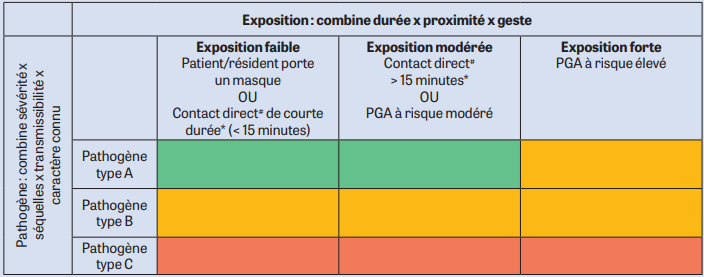 Exposition : combine durée x proximité x geste
Pathogène : combine sévérité x
séquelles x transmissibilité x
caractère connu
Exposition faible
Patient/résident porte
un masque
OU
Contact direct# de courte
durée* (< 15 minutes)
Exposition modérée
Contact direct#
> 15 minutes*
OU
PGA à risque modéré
Exposition forte
PGA à risque élevé
Pathogène
type A
Pathogène
type B
Pathogène
type C